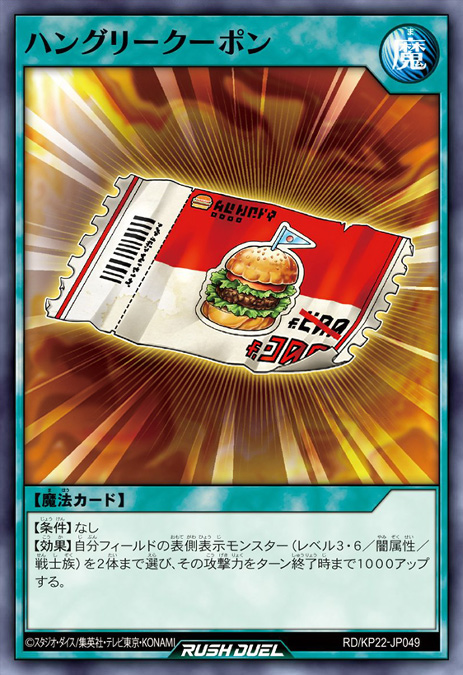 ハングリークーポン
魔
【魔法カード】
【条件】なし
【効果】自分フィールドの表側表示モンスター(レベル3・6/闇属性/
戦士族)を2体まで選び、その攻撃力をターン終了時まで1000アップ
する。
©スタジオ・ダイス/集英社・テレビ東京・KONAMI
RUSH DUEL
RD/KP22-JP049